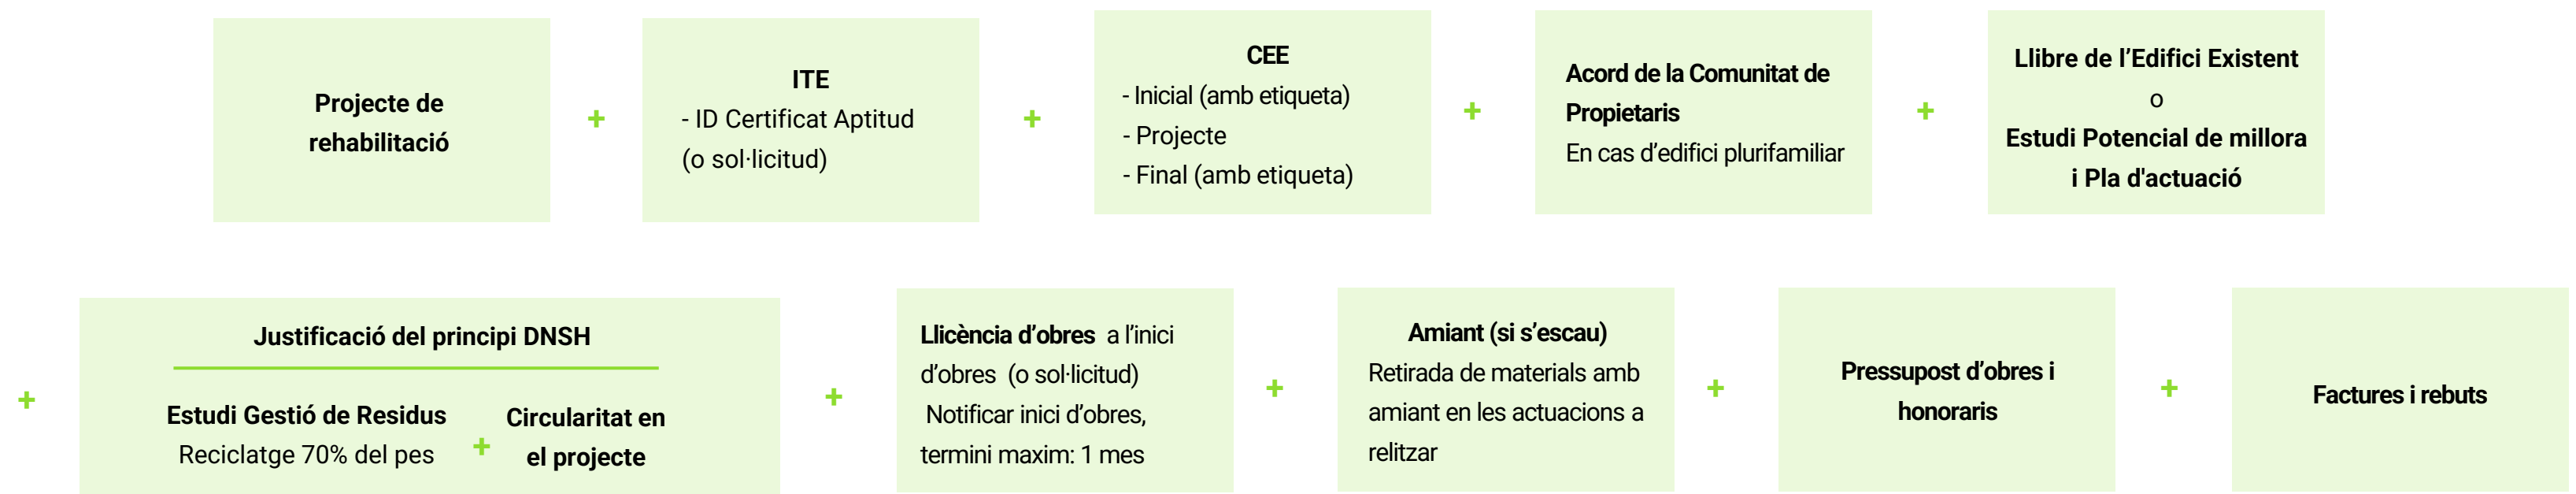 Projecte de
rehabilitació
+
ITE
- ID Certificat Aptitud
(o sol·licitud)
+
CEE
- Inicial (amb etiqueta)
- Projecte
- Final (amb etiqueta)
+
Acord de la Comunitat de
Propietaris
En cas d’edifici plurifamiliar
+
Llibre de l’Edifici Existent
o
Estudi Potencial de millora
i Pla d'actuació
+
Justificació del principi DNSH
Estudi Gestió de Residus
Reciclatge 70% del pes
+
Circularitat en
el projecte
+
Llicència d’obres a l’inici
d’obres (o sol·licitud)
Notificar inici d’obres,
termini maxim: 1 mes
+
Amiant (si s’escau)
Retirada de materials amb
amiant en les actuacions a
relitzar
+
Pressupost d’obres i
honoraris
+
Factures i rebuts